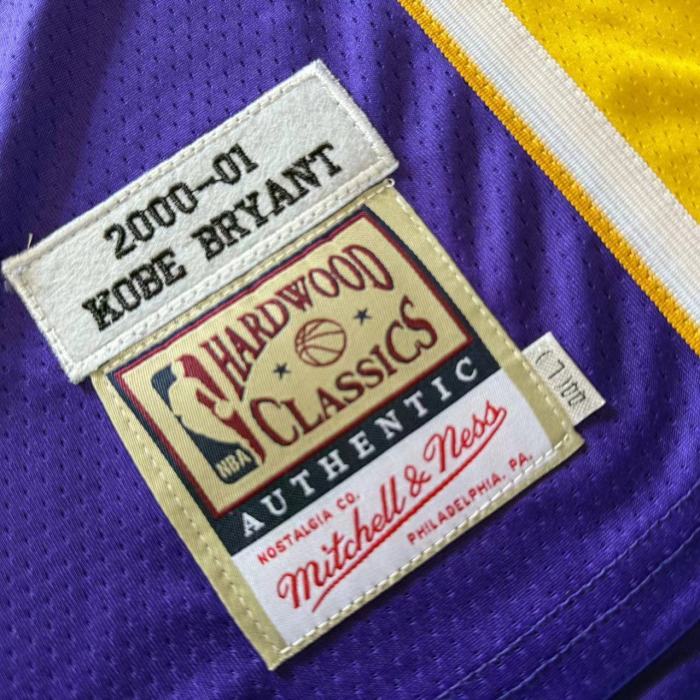 2000-01
KOBE BRYANT
HARDWOOD
CLASSICS
NBA
AUTHENTIC
NOSTALGIA CO.
Mitchell & Ness
PHILADELPHIA. PA.